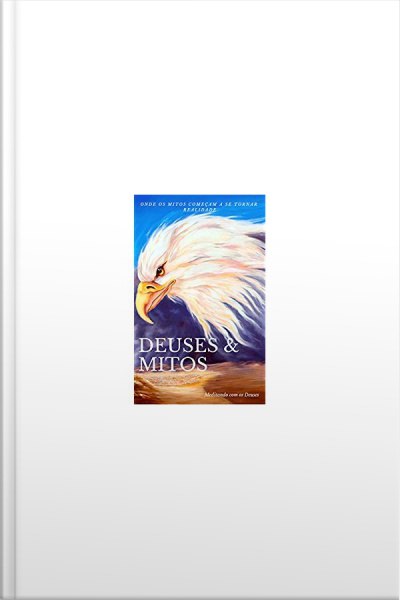 ONDE OS MITOS COMEÇAM A SE TORNAR
REALIDADE
DEUSES &
MITOS
Meditando com os Deuses